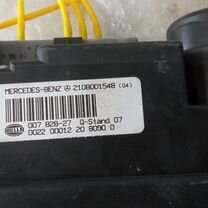 MERCEDES-BENZ 2108001548 (04)
HELLA 007 828-27 Q-Stand 07
0022 00012 20 8090 0